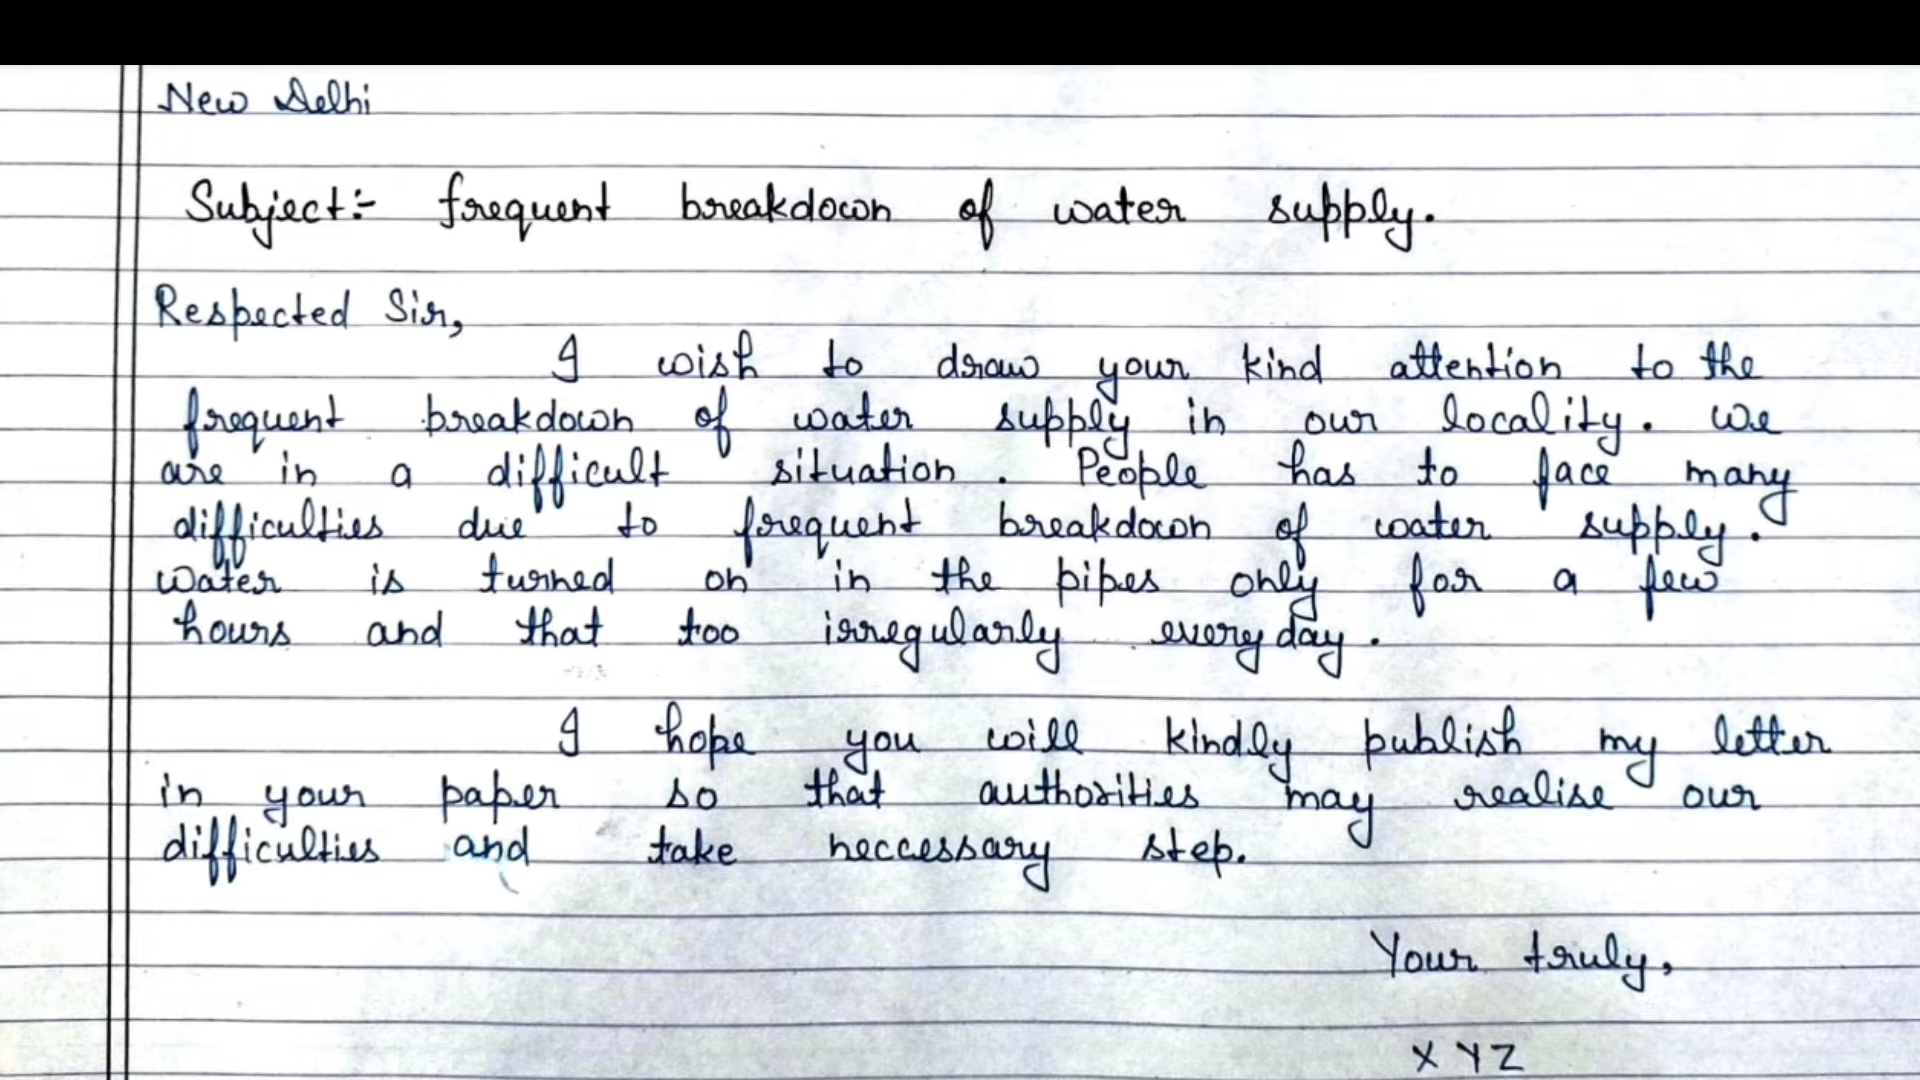 New Delhi
Subject:- frequent breakdown of water supply.
Respected Sir,
I wish to draw your kind attention to the
frequent breakdown of water supply in our locality. We
are in a difficult situation. People has to face many
difficulties due to frequent breakdown of water supply.
Water is turned on in the pipes only for a few
hours and that too irregularly everyday.
I hope you will kindly publish my letter
in your paper so that authorities may realise our
difficulties and take neccessary step.
Your truly,
XYZ